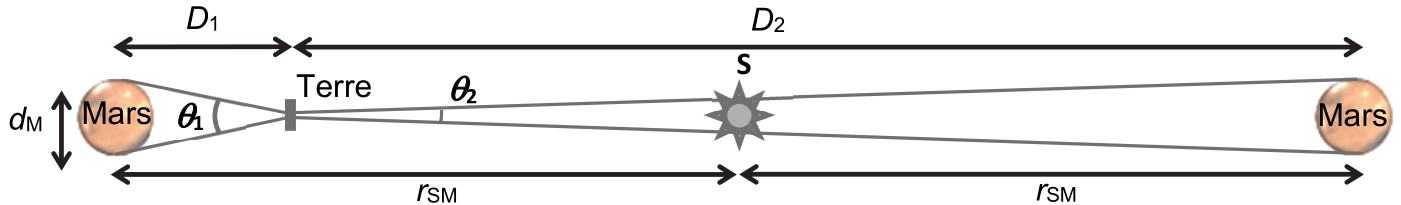 D₁
D₂
S
Terre
θ₂
Mars
θ₁
Mars
dM
rSM
rSM